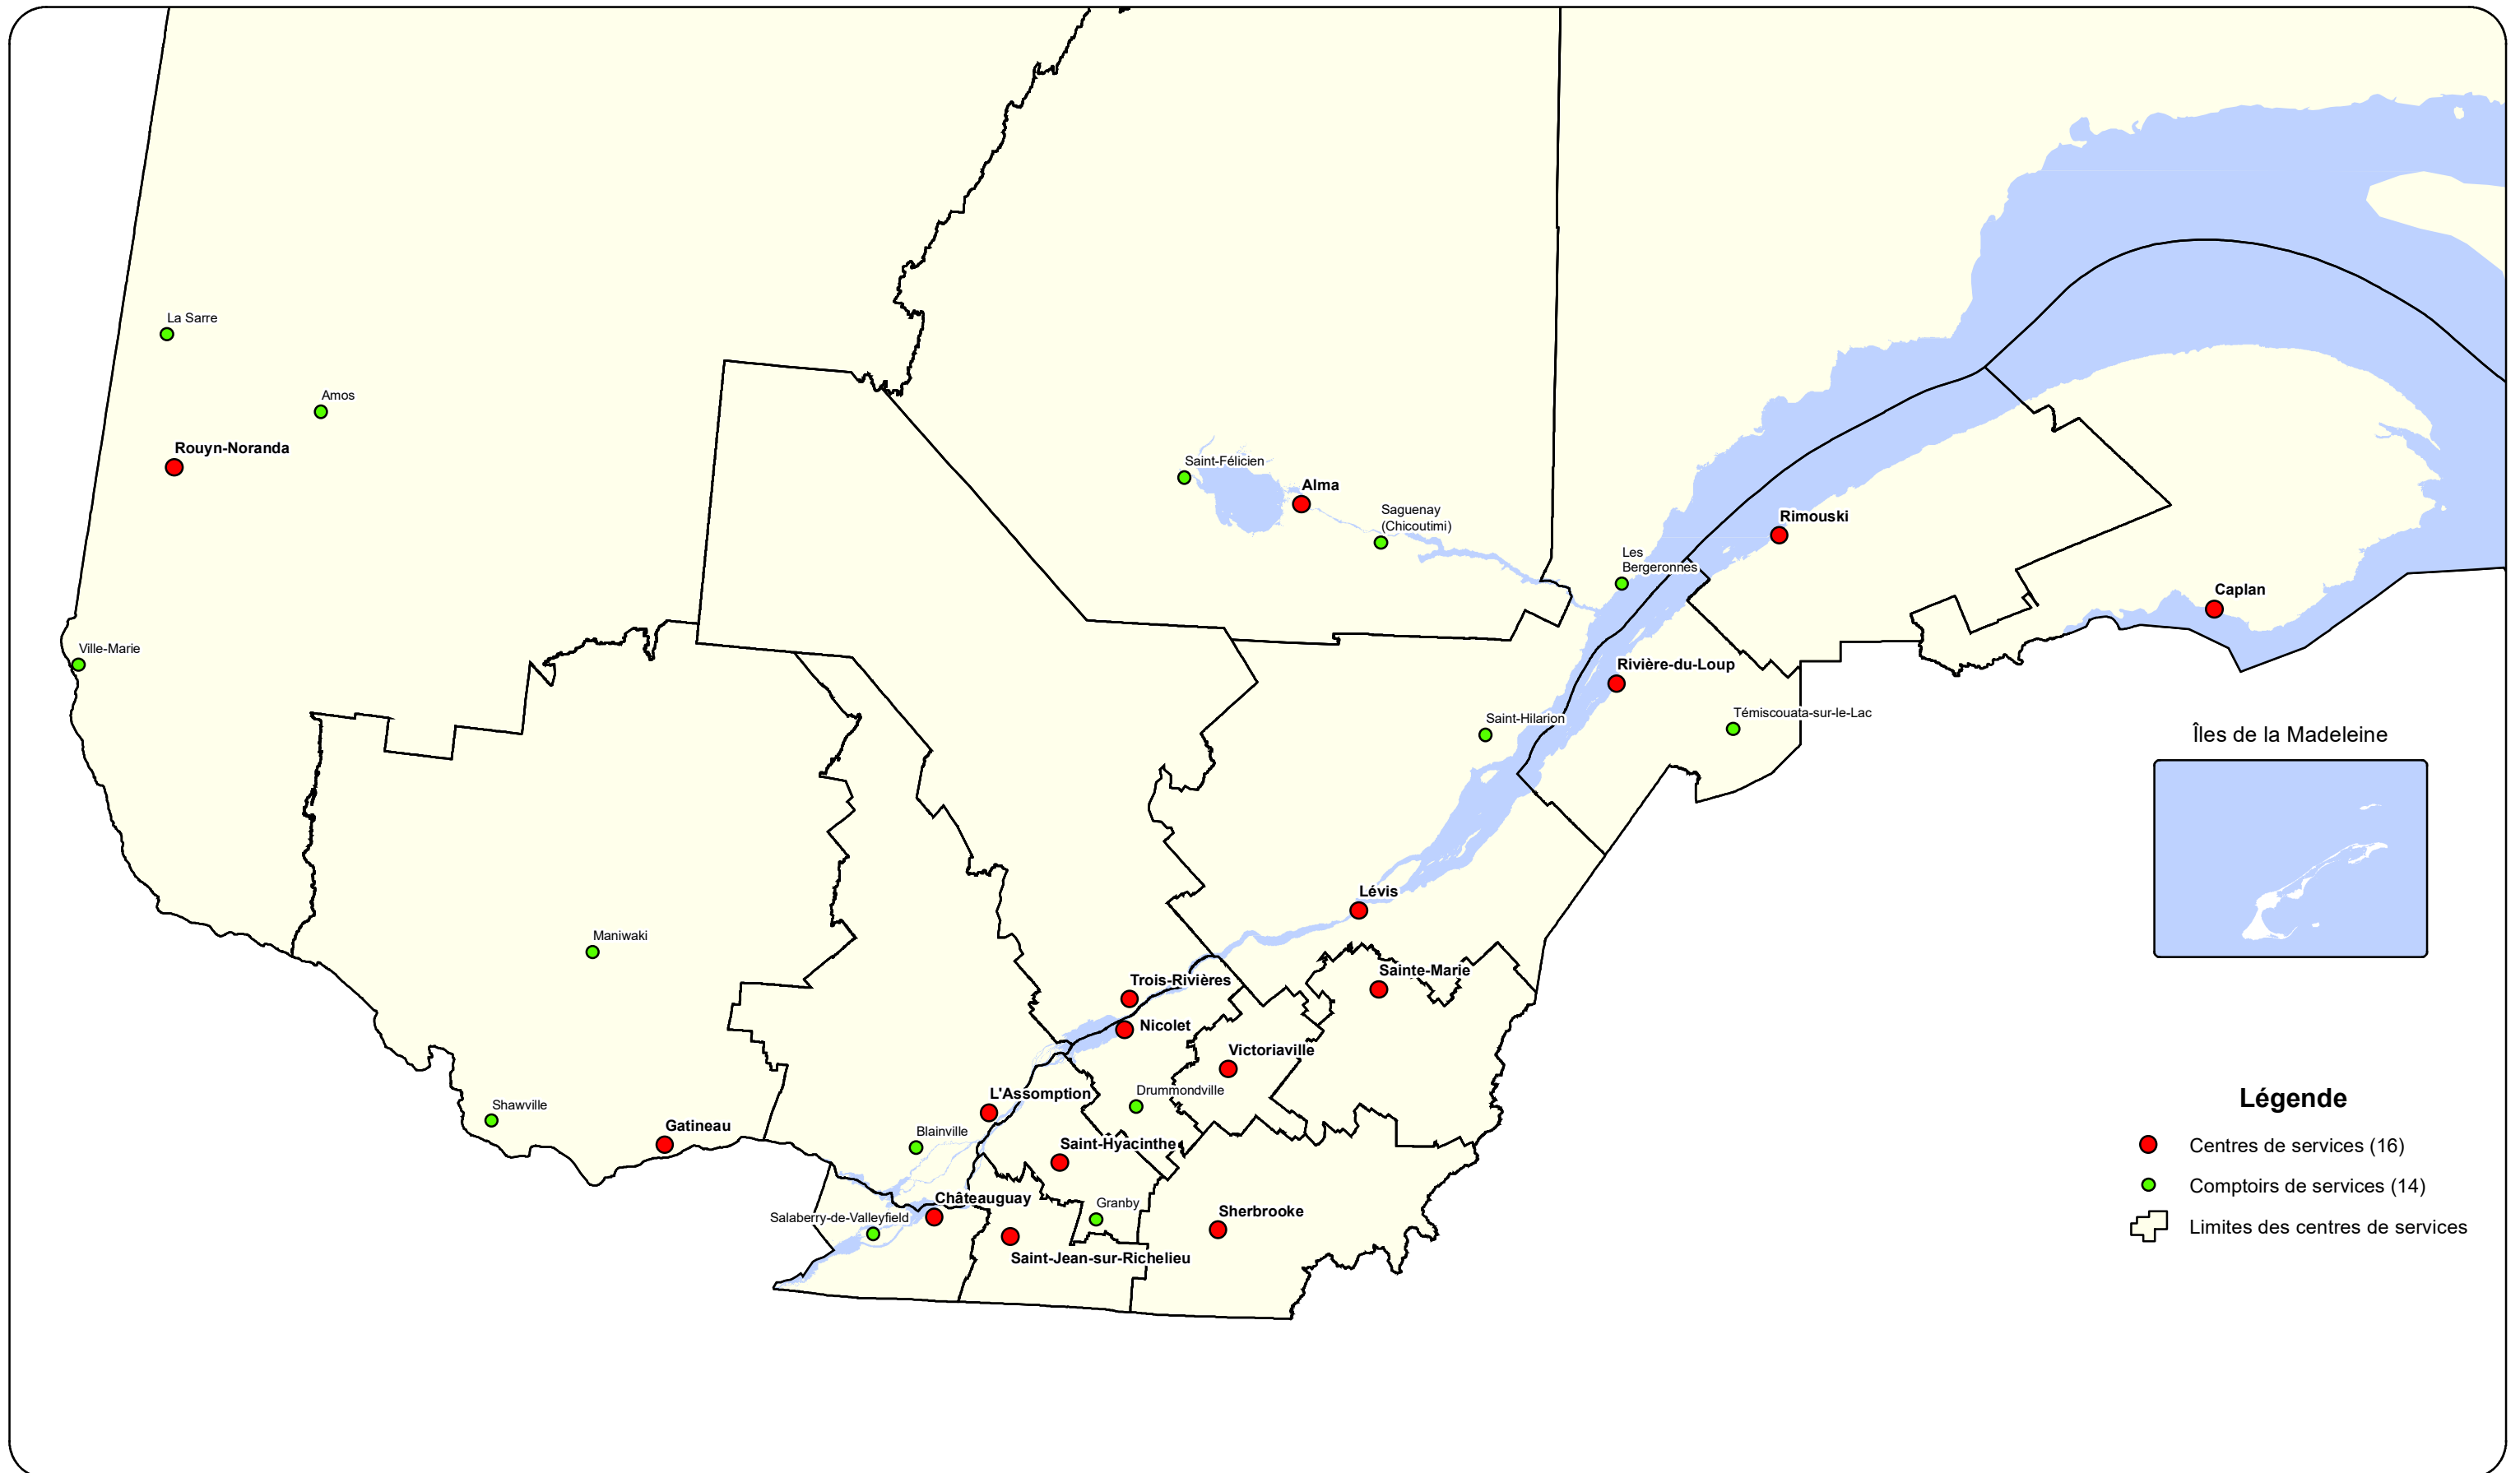 La Sarre
Amos
Rouyn-Noranda
Saint-Félicien
Alma
Saguenay
(Chicoutimi)
Rimouski
Les
Bergeronnes
Caplan
Ville-Marie
Rivière-du-Loup
Saint-Hilarion
Témiscouata-sur-le-Lac
Îles de la Madeleine
Lévis
Maniwaki
Sainte-Marie
Trois-Rivières
Nicolet
Victoriaville
Drummondville
L'Assomption
Shawville
Gatineau
Blainville
Saint-Hyacinthe
Châteauguay
Granby
Salaberry-de-Valleyfield
Sherbrooke
Saint-Jean-sur-Richelieu
Légende
Centres de services (16)
Comptoirs de services (14)
Limites des centres de services